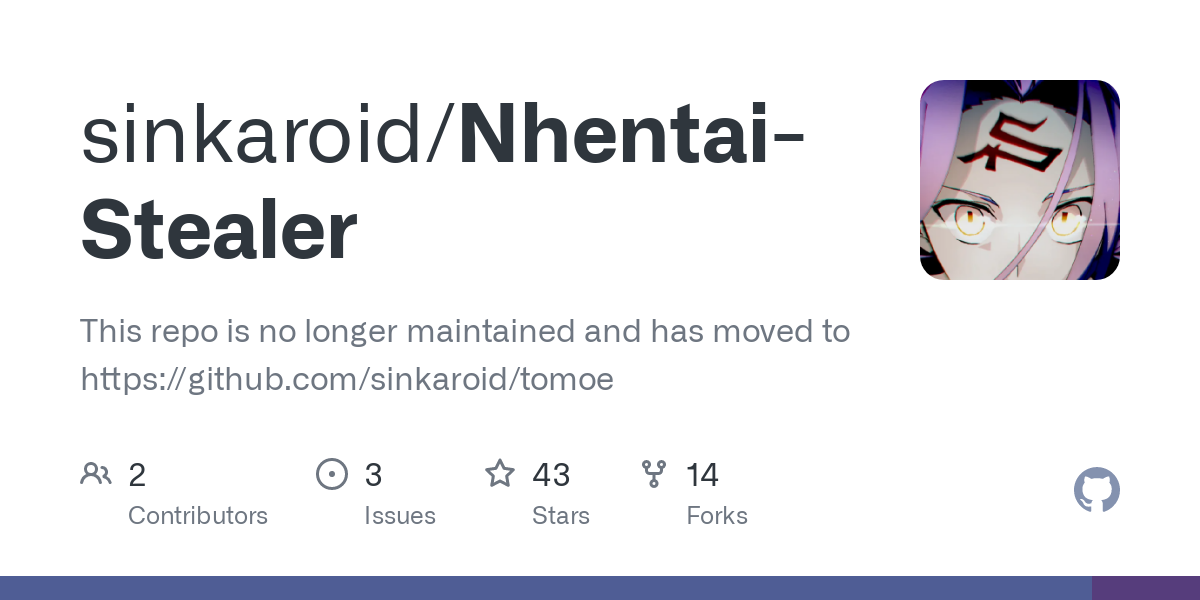 sinkaroid/Nhentai-
Stealer
This repo is no longer maintained and has moved to
https://github.com/sinkaroid/tomoe
2 3 43 14
Contributors Issues Stars Forks